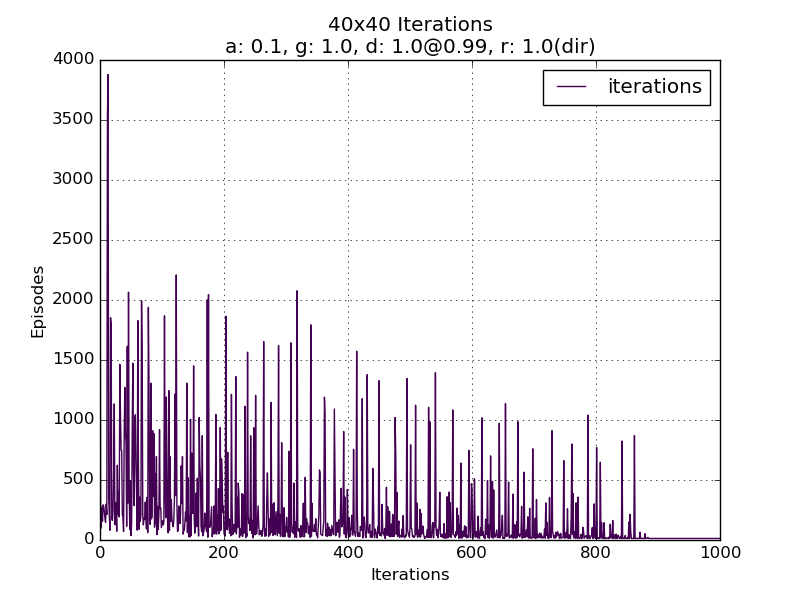 40x40 Iterations
a: 0.1, g: 1.0, d: 1.0@0.99, r: 1.0(dir)
iterations
4000
3500
3000
2500
2000
1500
1000
500
0
Episodes
0 200 400 600 800 1000
Iterations